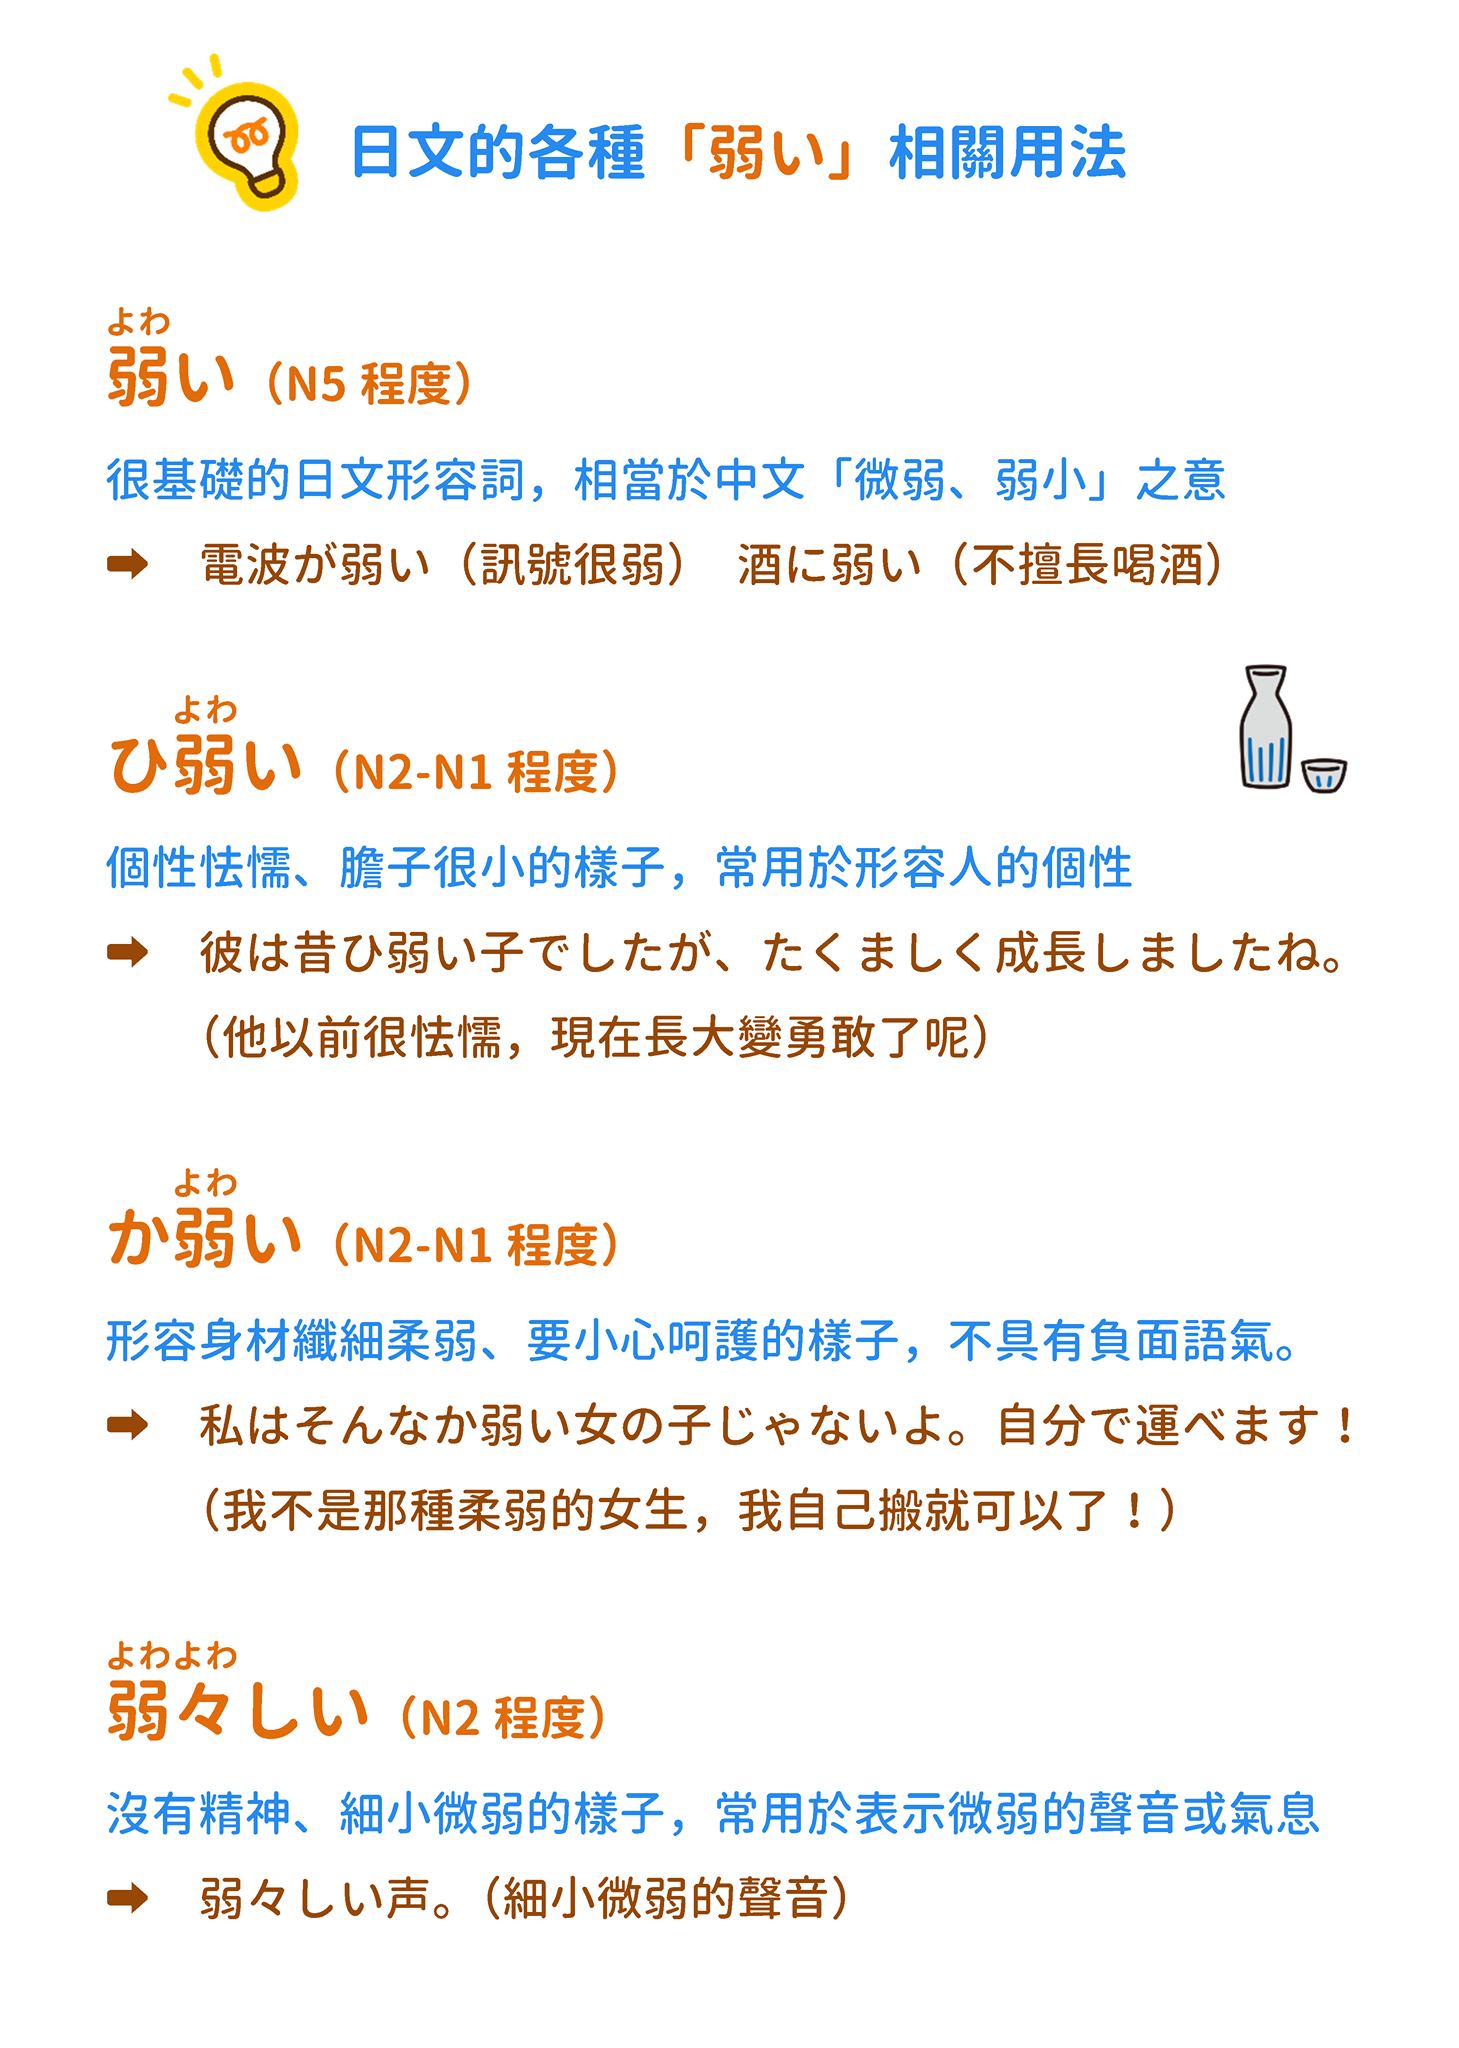 日文的各種「弱い」相關用法
よわ
弱い（N5 程度）
很基礎的日文形容詞，相當於中文「微弱、弱小」之意
➡ 電波が弱い（訊號很弱） 酒に弱い（不擅長喝酒）
よわ
ひ弱い（N2-N1 程度）
個性怯懦、膽子很小的樣子，常用於形容人的個性
➡ 彼は昔ひ弱い子でしたが、たくましく成長しましたね。
（他以前很怯懦，現在長大變勇敢了呢）
よわ
か弱い（N2-N1 程度）
形容身材纖細柔弱、要小心呵護的樣子，不具有負面語氣。
➡ 私はそんなか弱い女の子じゃないよ。自分で運べます！
（我不是那種柔弱的女生，我自己搬就可以了！）
よわよわ
弱々しい（N2 程度）
沒有精神、細小微弱的樣子，常用於表示微弱的聲音或氣息
➡ 弱々しい声。（細小微弱的聲音）